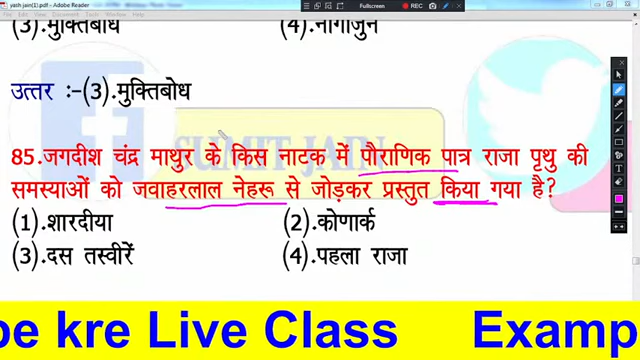 yash jain(1).pdf - Adobe Reader
Fullscreen
REC
(3).मुक्तिबोध (4).नागार्जुन
उत्तर :-(3).मुक्तिबोध
SUMIT JAIN
85.जगदीश चंद्र माथुर के किस नाटक में पौराणिक पात्र राजा पृथु की
समस्याओं को जवाहरलाल नेहरू से जोड़कर प्रस्तुत किया गया है?
(1).शारदीया (2).कोणार्क
(3).दस तस्वीरें (4).पहला राजा
be kre Live Class Examp